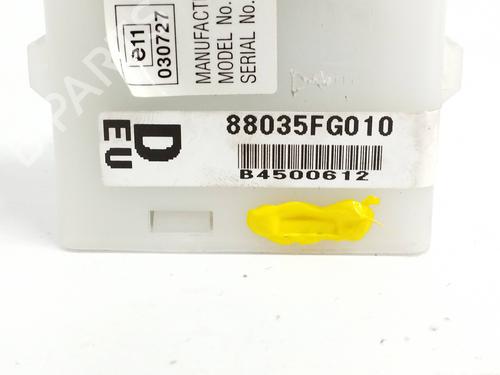 e11
030727
MANUFACT
MODEL No.
SERIAL No.
D
EU
88035FG010
B4500612